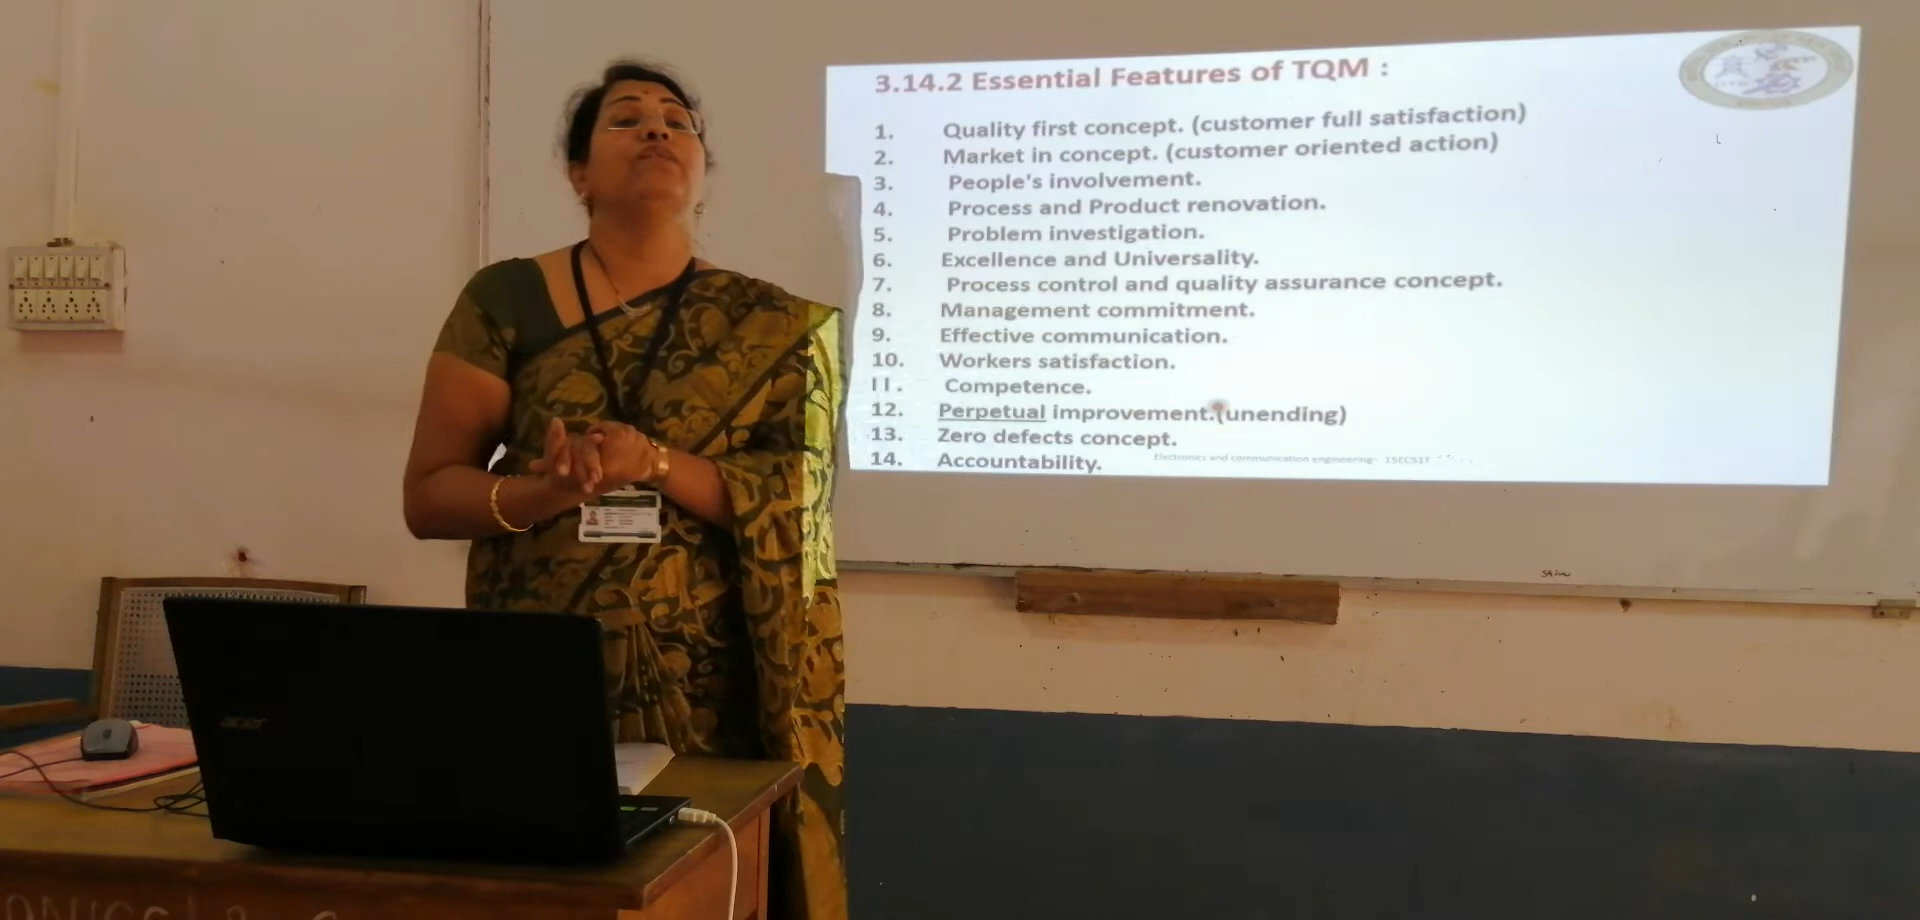 3.14.2 Essential Features of TQM :
1. Quality first concept. (customer full satisfaction)
2. Market in concept. (customer oriented action)
3. People's involvement.
4. Process and Product renovation.
5. Problem investigation.
6. Excellence and Universality.
7. Process control and quality assurance concept.
8. Management commitment.
9. Effective communication.
10. Workers satisfaction.
11. Competence.
12. Perpetual improvement.(unending)
13. Zero defects concept.
14. Accountability.
Electronics and communication engineering-
acer